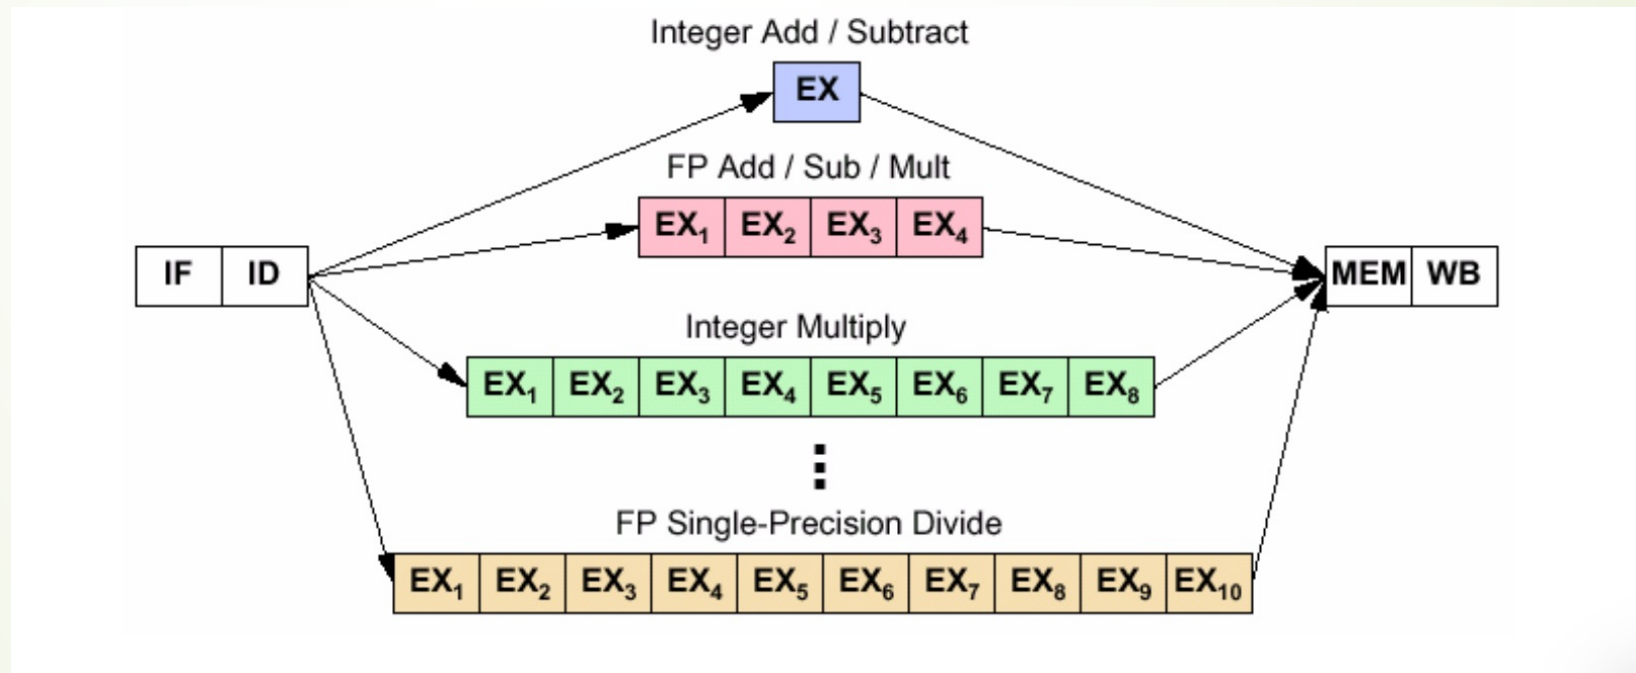 Integer Add / Subtract
EX
FP Add / Sub / Mult
EX₁ EX₂ EX₃ EX₄
IF ID
MEM WB
Integer Multiply
EX₁ EX₂ EX₃ EX₄ EX₅ EX₆ EX₇ EX₈
FP Single-Precision Divide
EX₁ EX₂ EX₃ EX₄ EX₅ EX₆ EX₇ EX₈ EX₉ EX₁₀